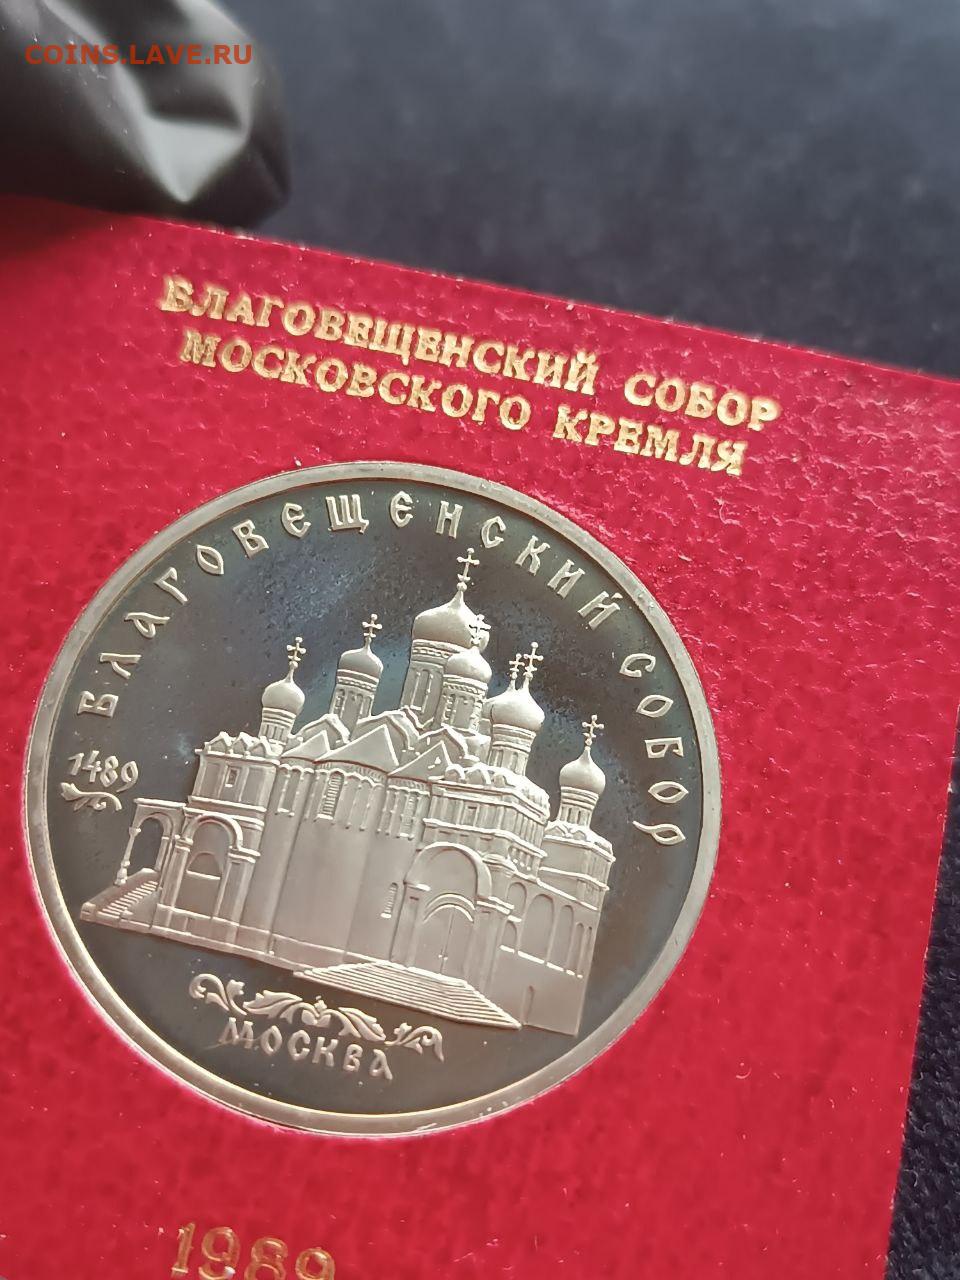 COINS.LAVE.RU
БЛАГОВЕЩЕНСКИЙ СОБОР
МОСКОВСКОГО КРЕМЛЯ
БЛАГОВЕЩЕНСКИЙ СОБОР
1489
МОСКВА
1989